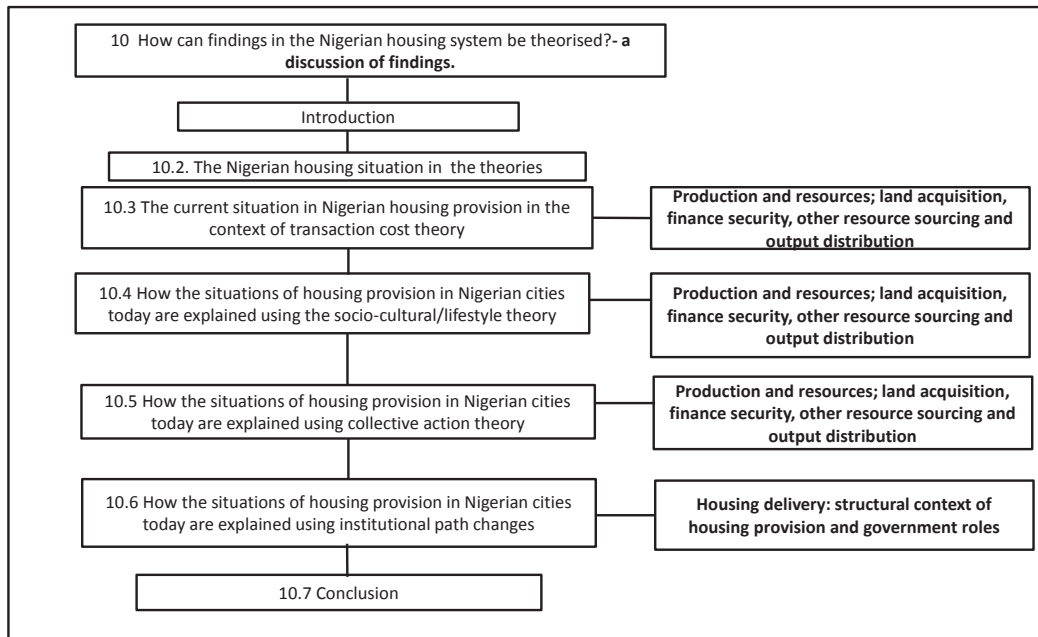 10 How can findings in the Nigerian housing system be theorised?- a
discussion of findings.
Introduction
10.2. The Nigerian housing situation in the theories
10.3 The current situation in Nigerian housing provision in the
context of transaction cost theory
Production and resources; land acquisition,
finance security, other resource sourcing and
output distribution
10.4 How the situations of housing provision in Nigerian cities
today are explained using the socio-cultural/lifestyle theory
Production and resources; land acquisition,
finance security, other resource sourcing and
output distribution
10.5 How the situations of housing provision in Nigerian cities
today are explained using collective action theory
Production and resources; land acquisition,
finance security, other resource sourcing and
output distribution
10.6 How the situations of housing provision in Nigerian cities
today are explained using institutional path changes
Housing delivery: structural context of
housing provision and government roles
10.7 Conclusion